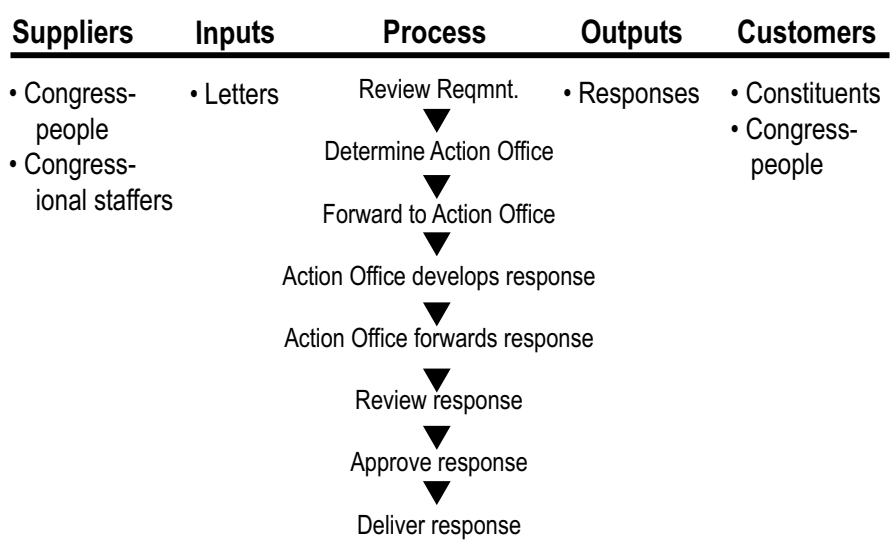 Suppliers Inputs Process Outputs Customers
• Congress-
people
• Congress-
ional staffers
• Letters
Review Reqmnt.
Determine Action Office
Forward to Action Office
Action Office develops response
Action Office forwards response
Review response
Approve response
Deliver response
• Responses
• Constituents
• Congress-
people